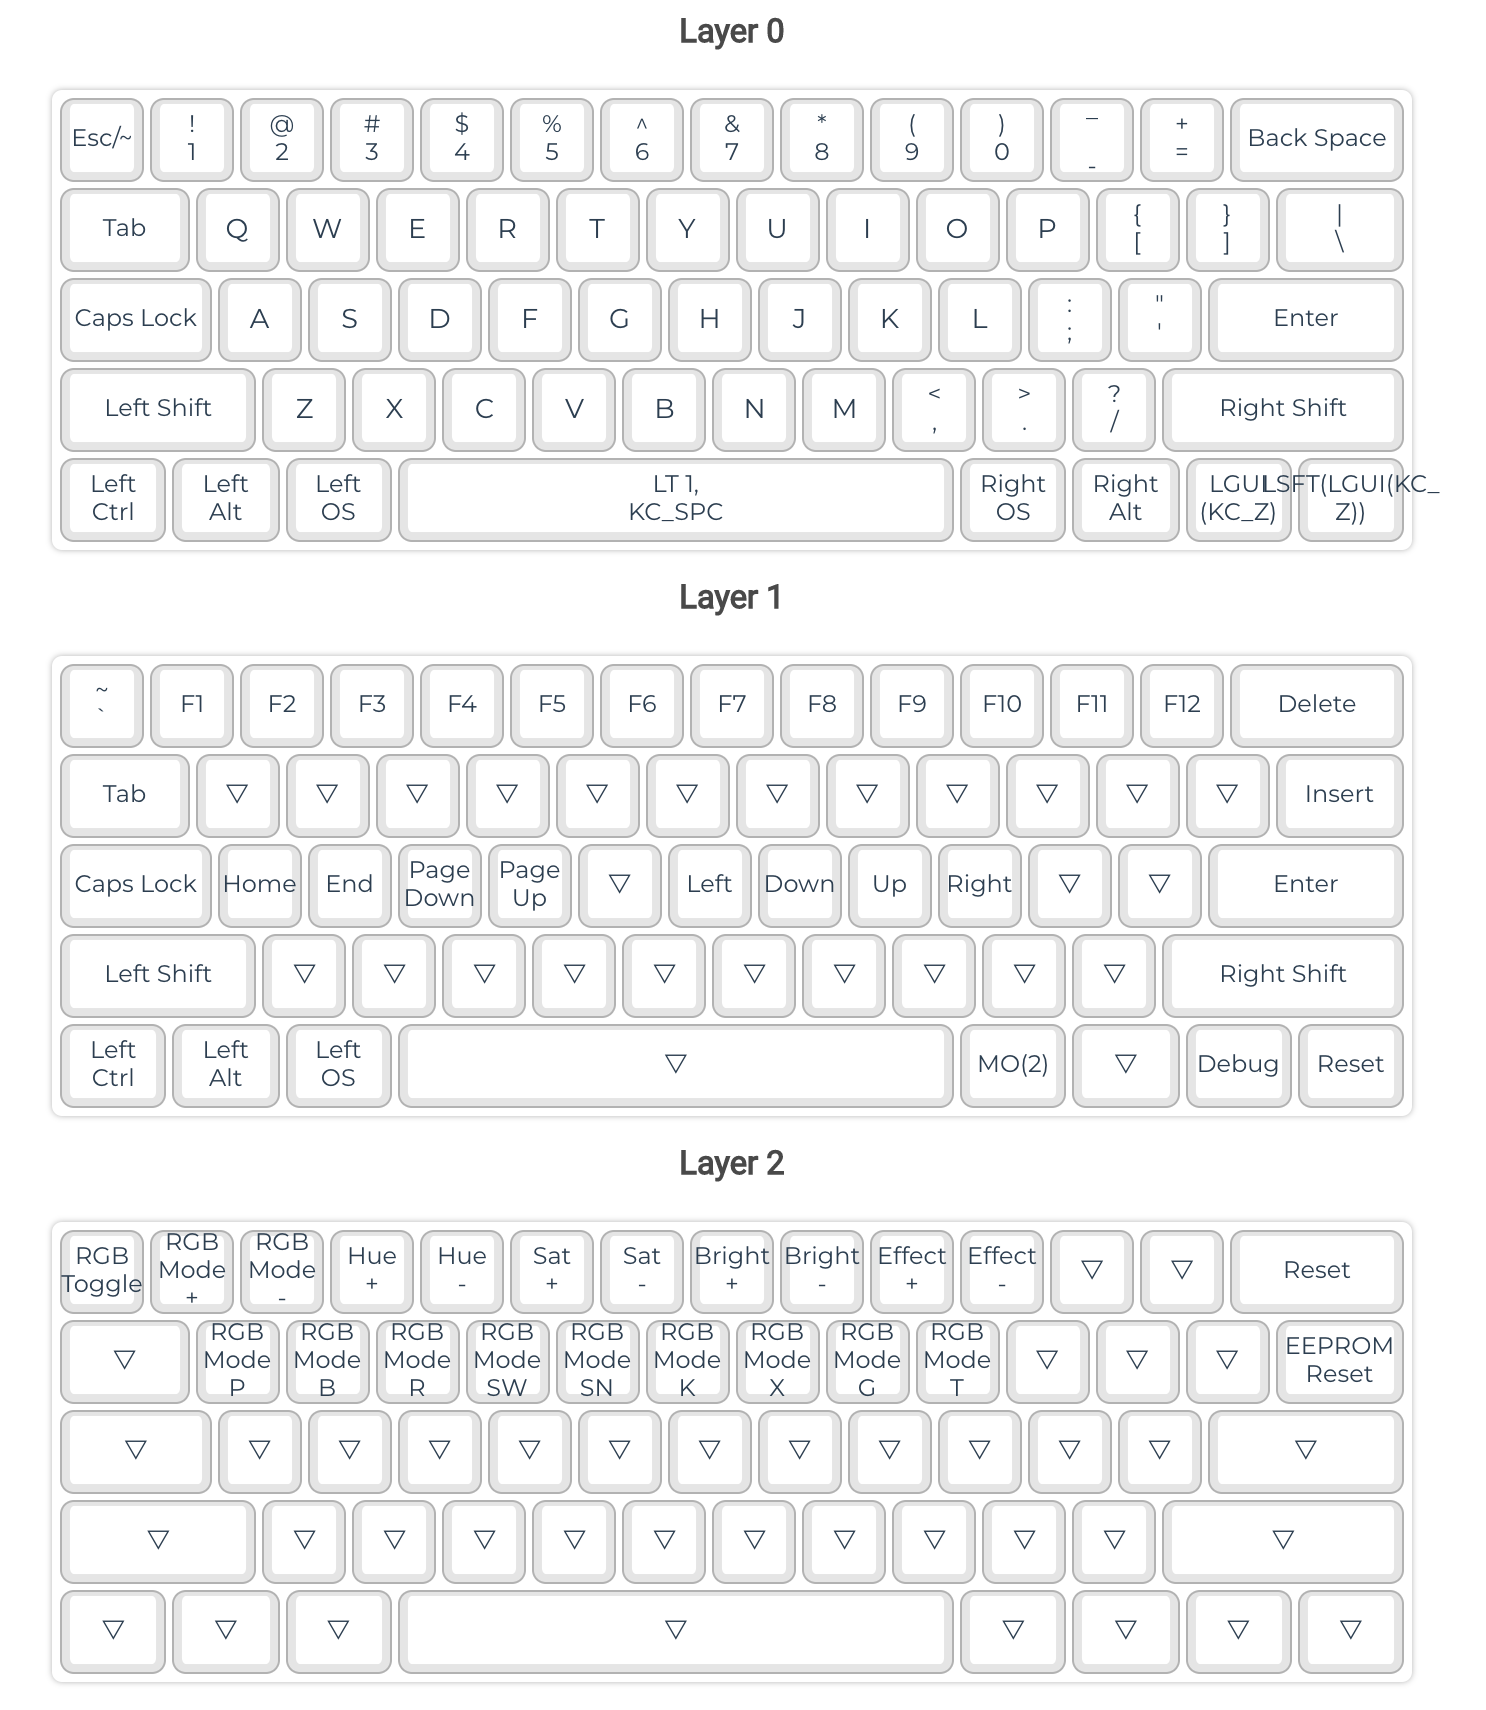 Layer 0
Esc/~ ! @ # $ % ^ & * ( ) _ + Back Space
1 2 3 4 5 6 7 8 9 0 - =
Tab Q W E R T Y U I O P { } |
[ ] \
Caps Lock A S D F G H J K L : " Enter
; '
Left Shift Z X C V B N M < > ? Right Shift
, . /
Left Left Left LT 1, Right Right LGUI LSFT(LGUI(KC_
Ctrl Alt OS KC_SPC OS Alt (KC_Z) Z))
Layer 1
~ F1 F2 F3 F4 F5 F6 F7 F8 F9 F10 F11 F12 Delete
`
Tab ▽ ▽ ▽ ▽ ▽ ▽ ▽ ▽ ▽ ▽ ▽ ▽ Insert
Caps Lock Home End Page Page ▽ Left Down Up Right ▽ ▽ Enter
Down Up
Left Shift ▽ ▽ ▽ ▽ ▽ ▽ ▽ ▽ ▽ ▽ Right Shift
Left Left Left ▽ MO(2) ▽ Debug Reset
Ctrl Alt OS
Layer 2
RGB RGB RGB Hue Hue Sat Sat Bright Bright Effect Effect ▽ ▽ Reset
Toggle Mode Mode + - + - + - + -
+ -
▽ RGB RGB RGB RGB RGB RGB RGB RGB RGB ▽ ▽ ▽ EEPROM
Mode Mode Mode Mode Mode Mode Mode Mode Mode Reset
P B R SW SN K X G T
▽ ▽ ▽ ▽ ▽ ▽ ▽ ▽ ▽ ▽ ▽ ▽ ▽
▽ ▽ ▽ ▽ ▽ ▽ ▽ ▽ ▽ ▽ ▽ ▽
▽ ▽ ▽ ▽ ▽ ▽ ▽ ▽